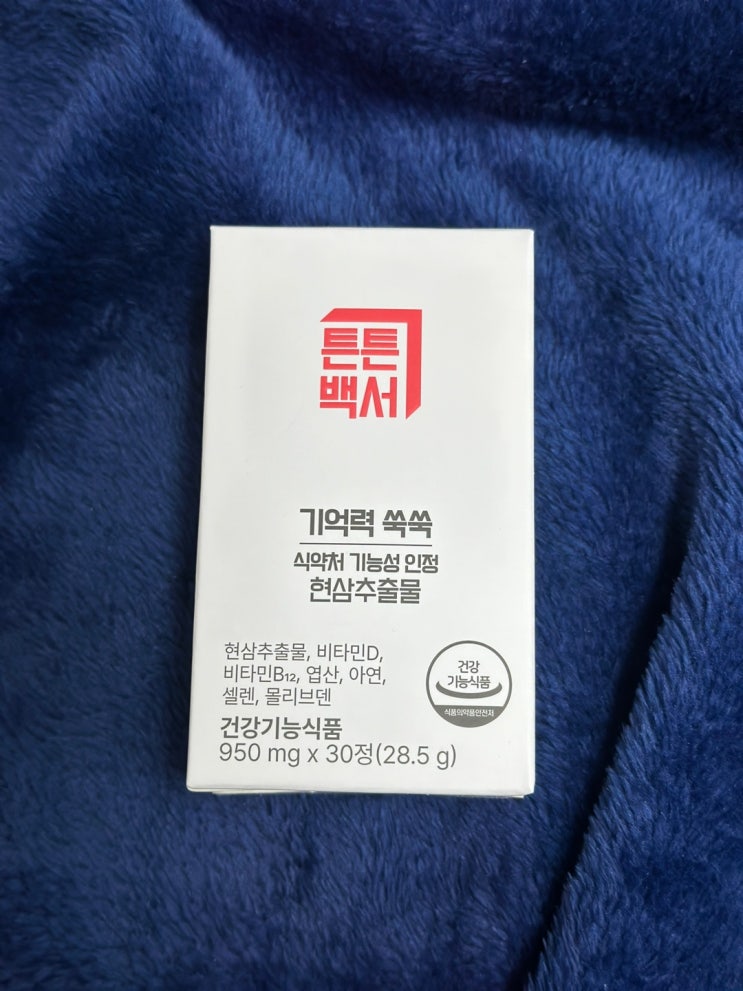 튼튼
백서
기억력 쑥쑥
식약처 기능성 인정
현삼추출물
현삼추출물, 비타민D,
비타민B₁₂, 엽산, 아연,
셀렌, 몰리브덴
건강기능식품
950 mg x 30정(28.5 g)
건강
기능식품
식품의약품안전처